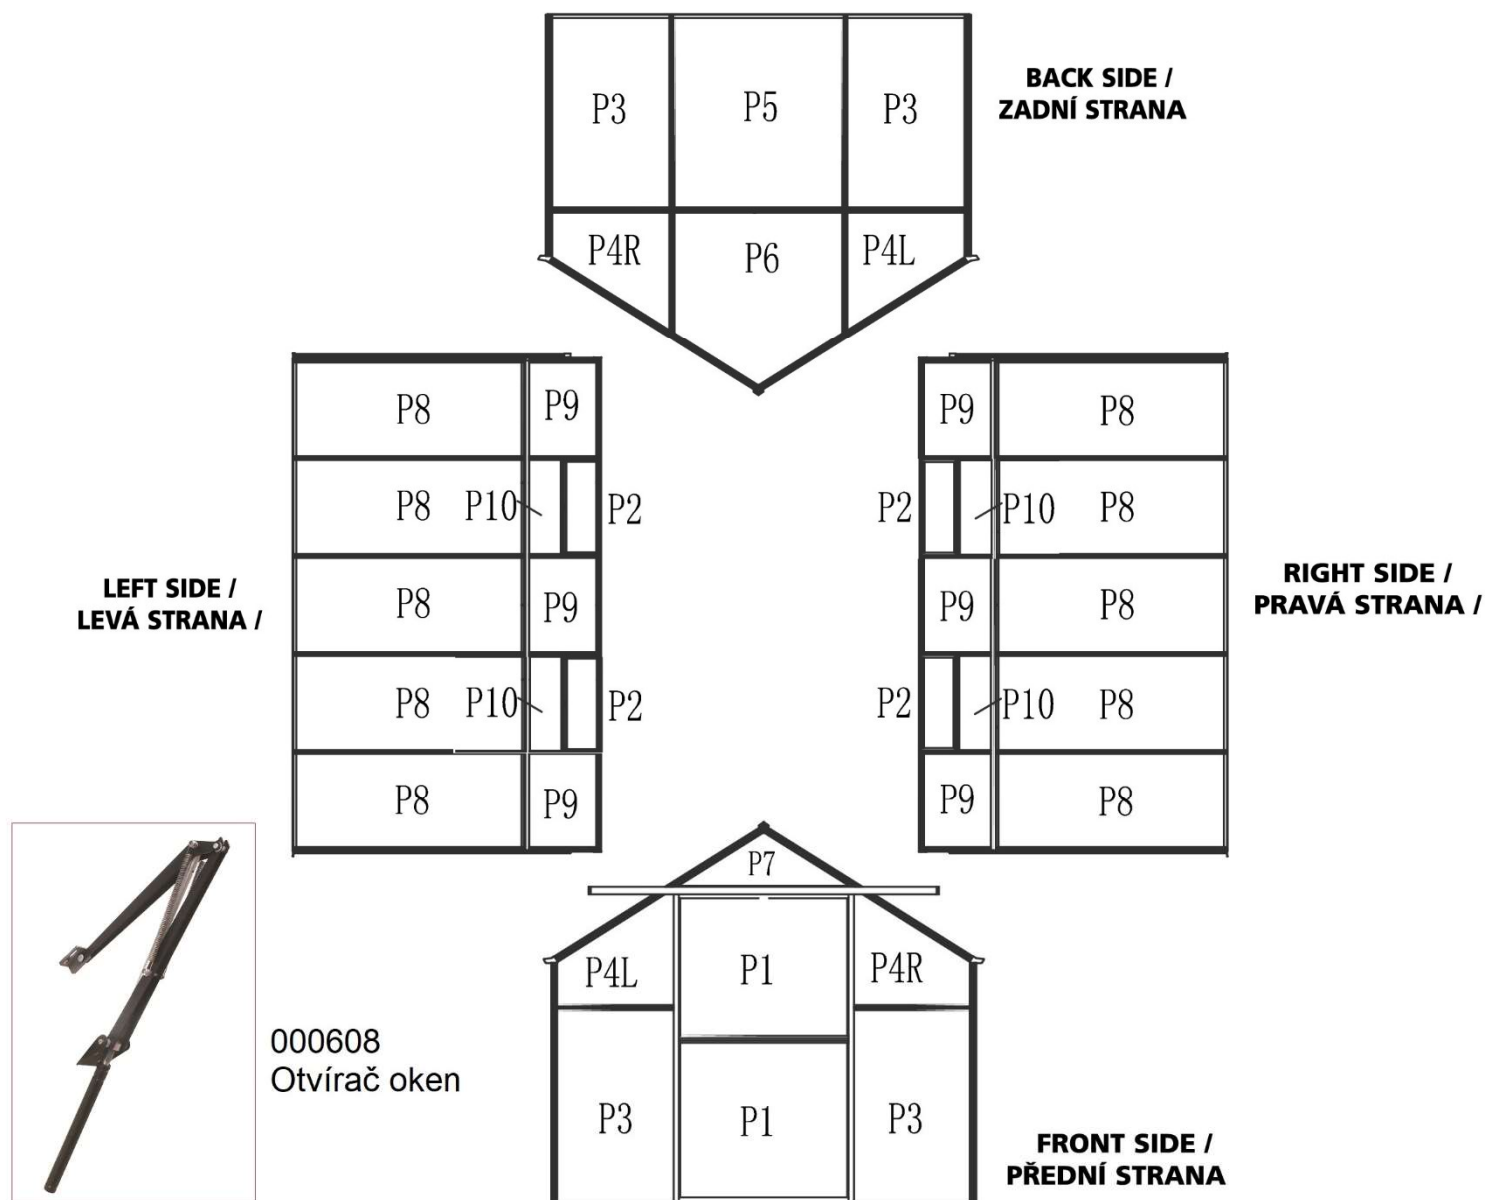 BACK SIDE /
ZADNÍ STRANA
P3 P5 P3
P4R P6 P4L
LEFT SIDE /
LEVÁ STRANA /
P8 P9
P8 P10 P2
P8 P9
P8 P10 P2
P8 P9
RIGHT SIDE /
PRAVÁ STRANA /
P9 P8
P2 P10 P8
P9 P8
P2 P10 P8
P9 P8
P7
P4L P1 P4R
P3 P1 P3
FRONT SIDE /
PŘEDNÍ STRANA
000608
Otvírač oken